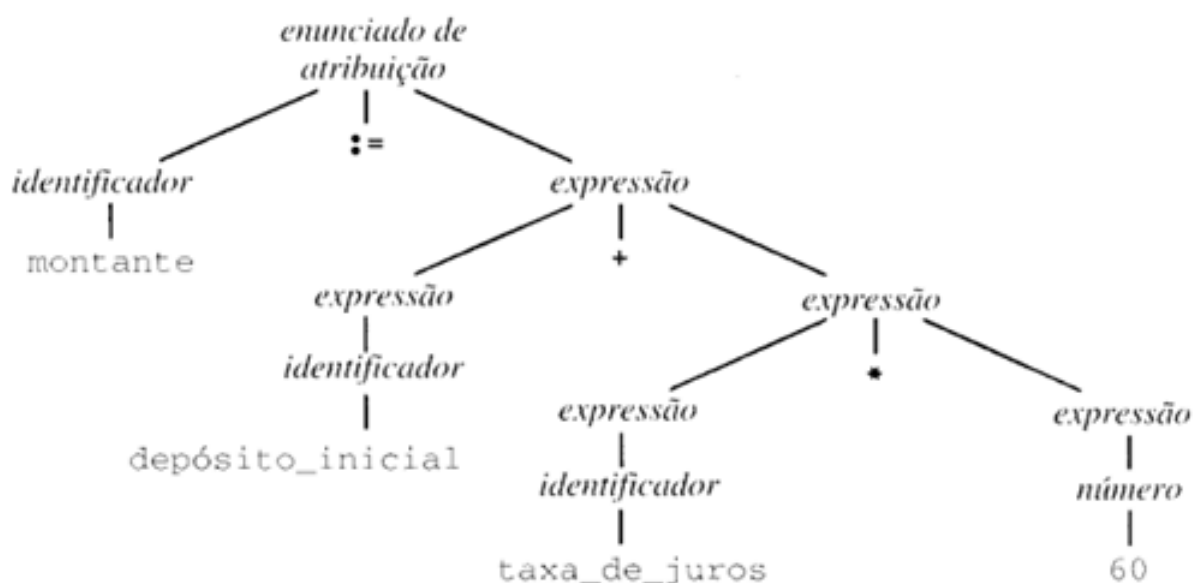 enunciado de
atribuição
:=
identificador
expressão
montante
+
expressão
expressão
identificador
*
expressão
expressão
depósito_inicial
identificador
número
taxa_de_juros
60